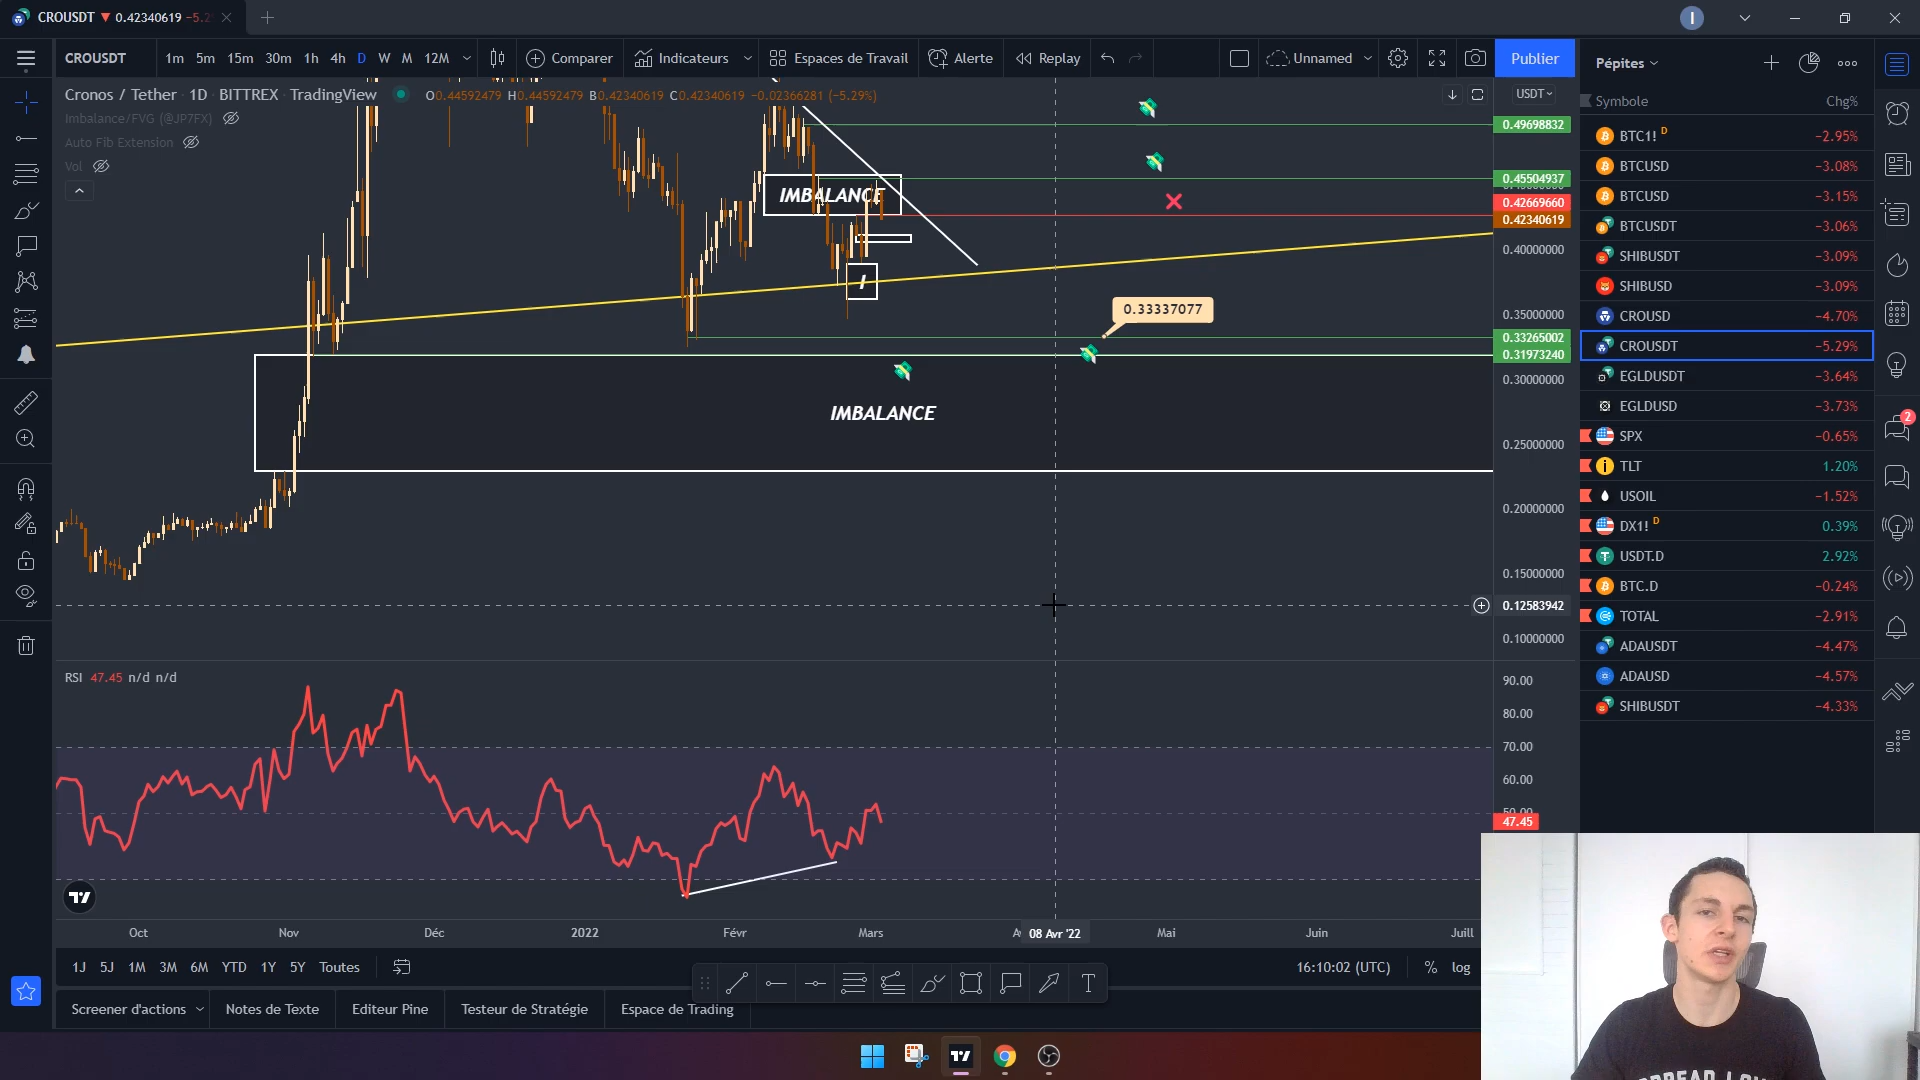 CROUSDT ▼ 0.42340619 −5.2
I
CROUSDT
1m 5m 15m 30m 1h 4h D W M 12M
Comparer
Indicateurs
Espaces de Travail
Alerte
Replay
Unnamed
Publier
Cronos / Tether · 1D · BITTREX · TradingView
O0.44592479 H0.44592479 B0.42340619 C0.42340619 −0.02366281 (−5.29%)
Imbalance/FVG (@JP7FX)
Auto Fib Extension
Vol
USDT
IMBALANCE
I
0.33337077
IMBALANCE
0.49698832
0.45504937
0.42669660
0.42340619
0.40000000
0.35000000
0.33265002
0.31973240
0.30000000
0.25000000
0.20000000
0.15000000
0.12583942
0.10000000
RSI 47.45 n/d n/d
90.00
80.00
70.00
60.00
50.00
47.45
Oct Nov Déc 2022 Févr Mars 08 Avr '22 Mai Juin Juill
1J 5J 1M 3M 6M YTD 1Y 5Y Toutes
16:10:02 (UTC) % log
T
Screener d'actions
Notes de Texte
Editeur Pine
Testeur de Stratégie
Espace de Trading
Pépites
Symbole Chg%
BTC1! D −2.95%
BTCUSD −3.08%
BTCUSD −3.15%
BTCUSDT −3.06%
SHIBUSDT −3.09%
SHIBUSD −3.09%
CROUSD −4.70%
CROUSDT −5.29%
EGLDUSDT −3.64%
EGLDUSD −3.73%
SPX −0.65%
TLT 1.20%
USOIL −1.52%
DX1! D 0.39%
USDT.D 2.92%
BTC.D −0.24%
TOTAL −2.91%
ADAUSDT −4.47%
ADAUSD −4.57%
SHIBUSDT −4.33%
2